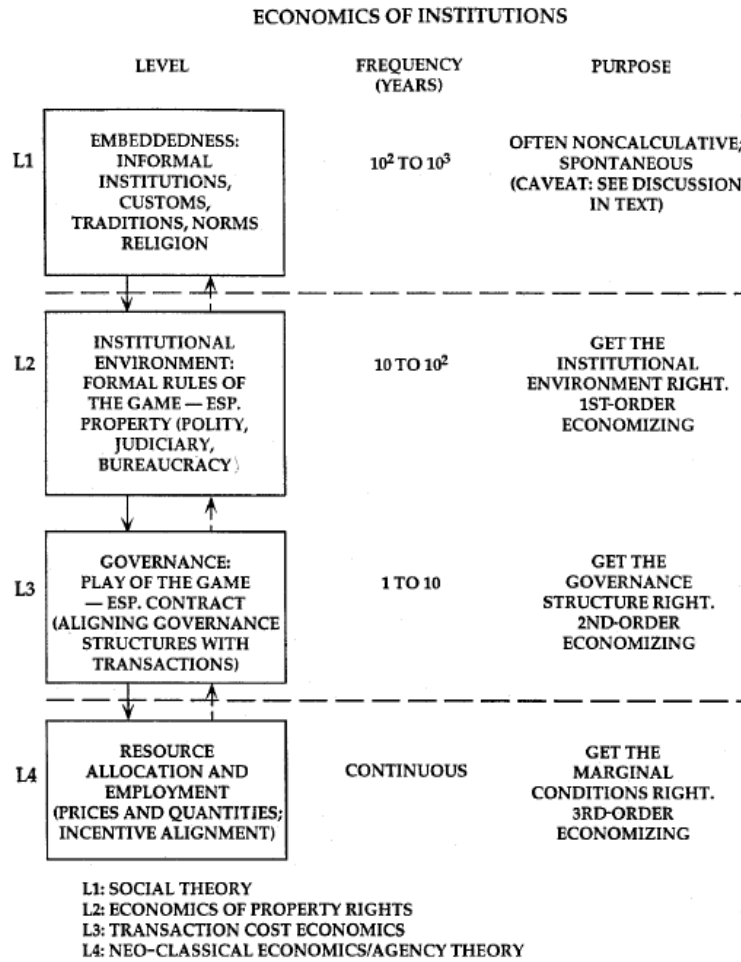 ECONOMICS OF INSTITUTIONS
LEVEL
FREQUENCY
(YEARS)
PURPOSE
L1
EMBEDDEDNESS:
INFORMAL
INSTITUTIONS,
CUSTOMS,
TRADITIONS, NORMS
RELIGION
10² TO 10³
OFTEN NONCALCULATIVE;
SPONTANEOUS
(CAVEAT: SEE DISCUSSION
IN TEXT)
L2
INSTITUTIONAL
ENVIRONMENT:
FORMAL RULES OF
THE GAME — ESP.
PROPERTY (POLITY,
JUDICIARY,
BUREAUCRACY)
10 TO 10²
GET THE
INSTITUTIONAL
ENVIRONMENT RIGHT.
1ST-ORDER
ECONOMIZING
L3
GOVERNANCE:
PLAY OF THE GAME
— ESP. CONTRACT
(ALIGNING GOVERNANCE
STRUCTURES WITH
TRANSACTIONS)
1 TO 10
GET THE
GOVERNANCE
STRUCTURE RIGHT.
2ND-ORDER
ECONOMIZING
L4
RESOURCE
ALLOCATION AND
EMPLOYMENT
(PRICES AND QUANTITIES;
INCENTIVE ALIGNMENT)
CONTINUOUS
GET THE
MARGINAL
CONDITIONS RIGHT.
3RD-ORDER
ECONOMIZING
L1: SOCIAL THEORY
L2: ECONOMICS OF PROPERTY RIGHTS
L3: TRANSACTION COST ECONOMICS
L4: NEO-CLASSICAL ECONOMICS/AGENCY THEORY